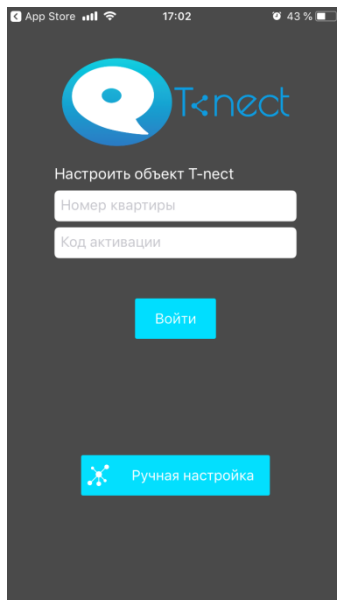 App Store 17:02 43 %
T-nect
Настроить объект T-nect
Номер квартиры
Код активации
Войти
Ручная настройка